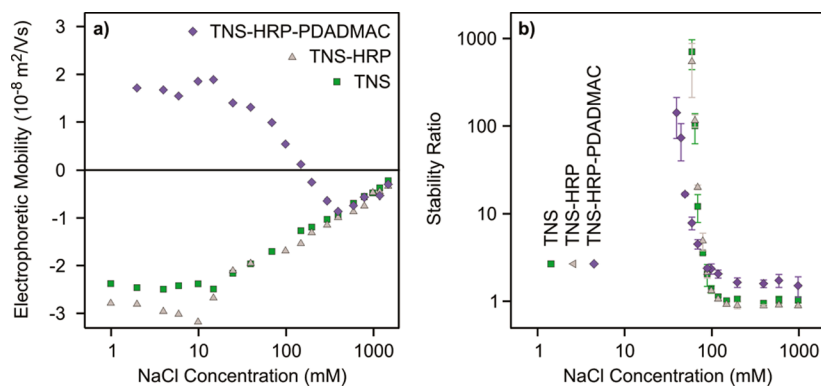 a)
TNS-HRP-PDADMAC
TNS-HRP
TNS
Electrophoretic Mobility (10⁻⁸ m²/Vs)
3
2
1
0
-1
-2
-3
1
10
100
1000
NaCl Concentration (mM)
b)
Stability Ratio
1000
100
10
1
TNS
TNS-HRP
TNS-HRP-PDADMAC
1
10
100
1000
NaCl Concentration (mM)